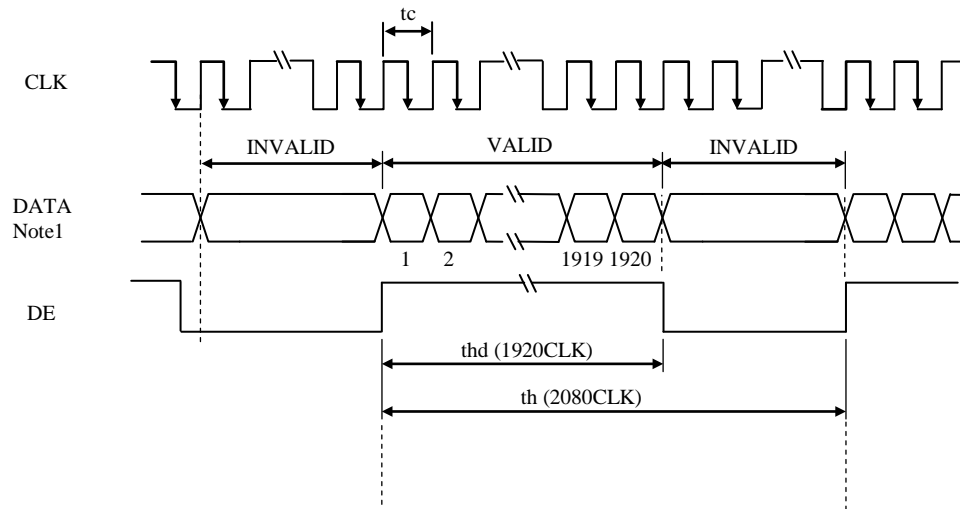 tc
CLK
INVALID
VALID
INVALID
DATA
Note1
1
2
1919
1920
DE
thd (1920CLK)
th (2080CLK)